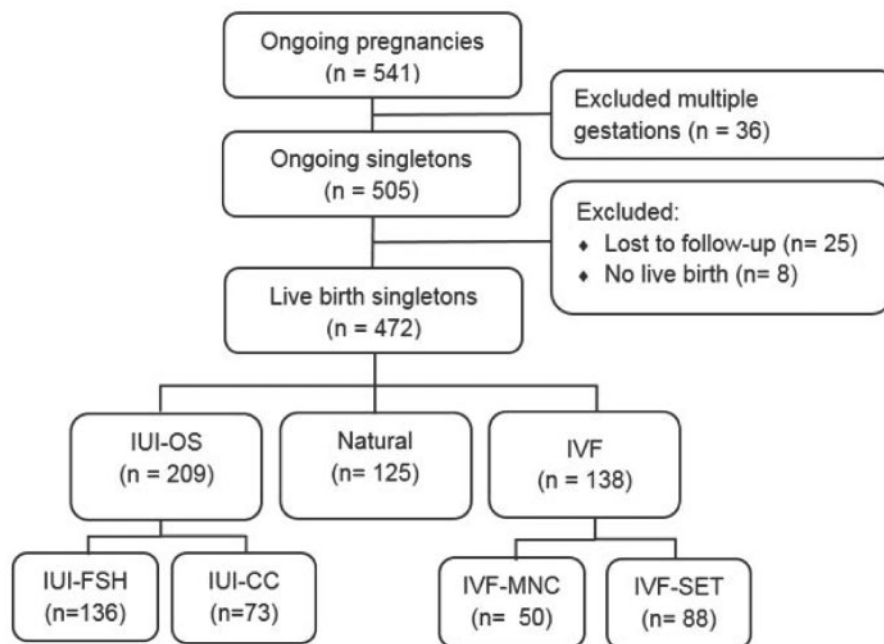 Ongoing pregnancies
(n = 541)
Excluded multiple
gestations (n = 36)
Ongoing singletons
(n = 505)
Excluded:
♦ Lost to follow-up (n= 25)
♦ No live birth (n= 8)
Live birth singletons
(n = 472)
IUI-OS
(n = 209)
Natural
(n= 125)
IVF
(n = 138)
IUI-FSH
(n=136)
IUI-CC
(n=73)
IVF-MNC
(n= 50)
IVF-SET
(n= 88)